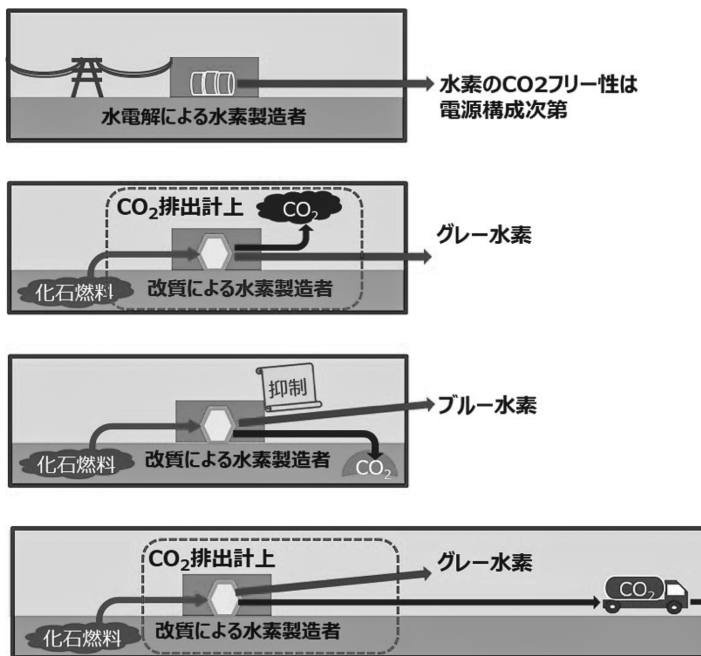 水素のCO2フリー性は
電源構成次第
水電解による水素製造者
CO₂排出計上
CO₂
グレー水素
化石燃料
改質による水素製造者
抑制
ブルー水素
化石燃料
改質による水素製造者
CO₂
CO₂排出計上
グレー水素
CO₂
化石燃料
改質による水素製造者